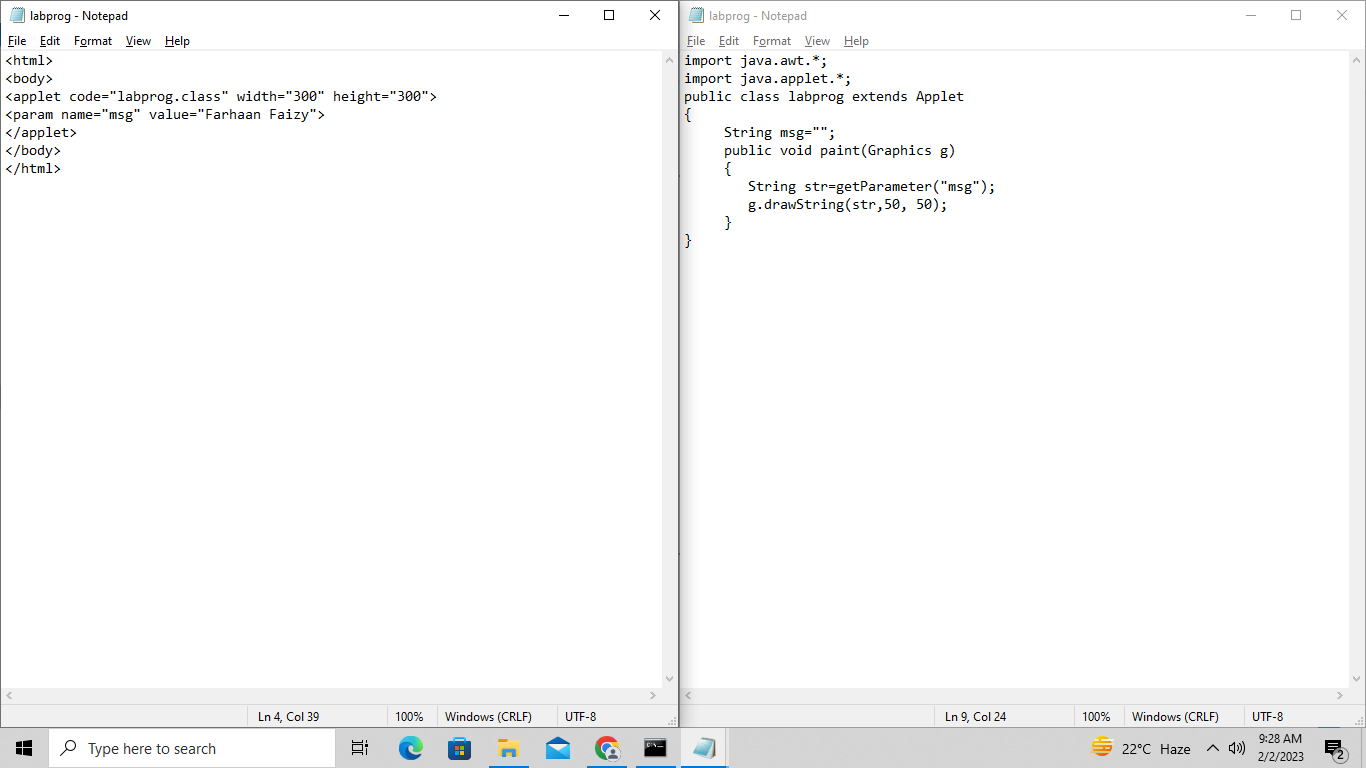 labprog - Notepad
File Edit Format View Help
<html>
<body>
<applet code="labprog.class" width="300" height="300">
<param name="msg" value="Farhaan Faizy">
</applet>
</body>
</html>
Ln 4, Col 39 100% Windows (CRLF) UTF-8
labprog - Notepad
File Edit Format View Help
import java.awt.*;
import java.applet.*;
public class labprog extends Applet
{
     String msg="";
     public void paint(Graphics g)
     {
        String str=getParameter("msg");
        g.drawString(str,50, 50);
     }
}
Ln 9, Col 24 100% Windows (CRLF) UTF-8
Type here to search
22°C Haze
9:28 AM
2/2/2023
2